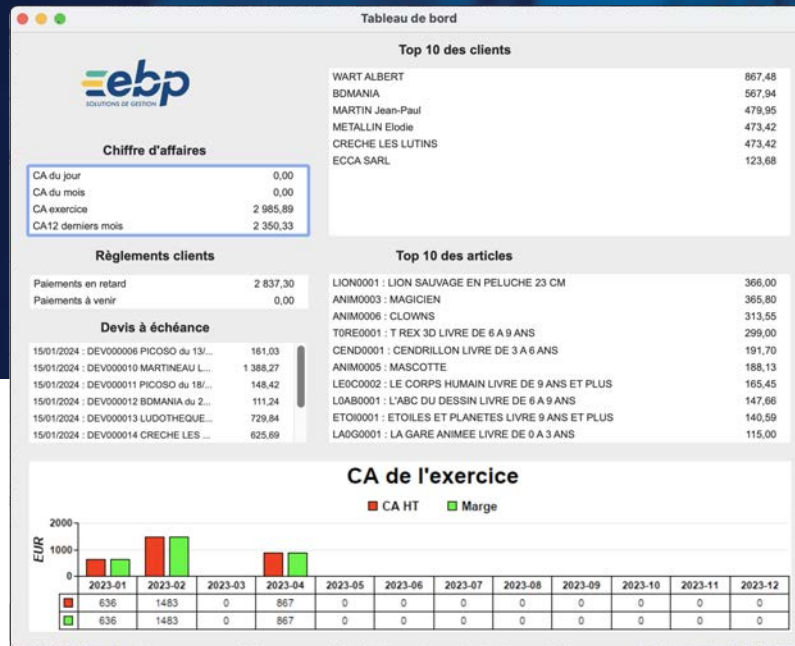 Tableau de bord
ebp
SOLUTIONS DE GESTION
Chiffre d'affaires
CA du jour 0,00
CA du mois 0,00
CA exercice 2 985,89
CA12 derniers mois 2 350,33
Règlements clients
Paiements en retard 2 837,30
Paiements à venir 0,00
Devis à échéance
15/01/2024 : DEV000006 PICOSO du 13/... 161,03
15/01/2024 : DEV000010 MARTINEAU L... 1 388,27
15/01/2024 : DEV000011 PICOSO du 18/... 148,42
15/01/2024 : DEV000012 BDMANIA du 2... 111,24
15/01/2024 : DEV000013 LUDOTHEQUE... 729,84
15/01/2024 : DEV000014 CRECHE LES ... 625,69
Top 10 des clients
WART ALBERT 867,48
BDMANIA 567,94
MARTIN Jean-Paul 479,95
METALLIN Elodie 473,42
CRECHE LES LUTINS 473,42
ECCA SARL 123,68
Top 10 des articles
LION0001 : LION SAUVAGE EN PELUCHE 23 CM 366,00
ANIM0003 : MAGICIEN 365,80
ANIM0006 : CLOWNS 313,55
T0RE0001 : T REX 3D LIVRE DE 6 A 9 ANS 299,00
CEND0001 : CENDRILLON LIVRE DE 3 A 6 ANS 191,70
ANIM0005 : MASCOTTE 188,13
LE0C0002 : LE CORPS HUMAIN LIVRE DE 9 ANS ET PLUS 165,45
L0AB0001 : L'ABC DU DESSIN LIVRE DE 6 A 9 ANS 147,66
ETOI0001 : ETOILES ET PLANETES LIVRE 9 ANS ET PLUS 140,59
LA0G0001 : LA GARE ANIMEE LIVRE DE 0 A 3 ANS 115,00
CA de l'exercice
CA HT Marge
EUR
2000
1000
0
2023-01 2023-02 2023-03 2023-04 2023-05 2023-06 2023-07 2023-08 2023-09 2023-10 2023-11 2023-12
636 1483 0 867 0 0 0 0 0 0 0 0
636 1483 0 867 0 0 0 0 0 0 0 0